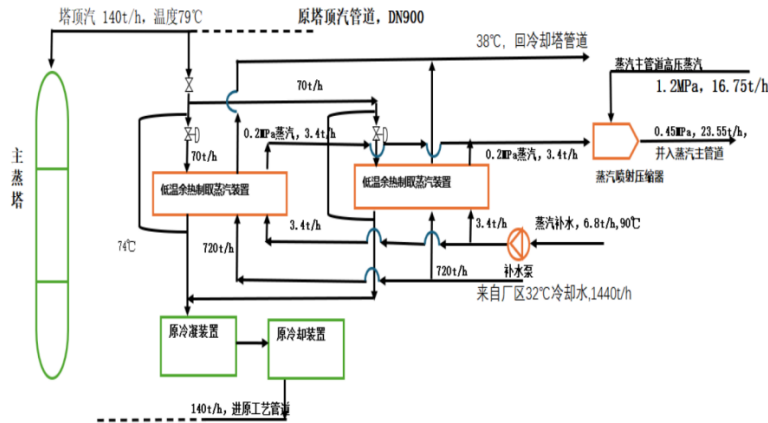 塔顶汽 140t/h，温度79℃
原塔顶汽管道，DN900
38℃，回冷却塔管道
蒸汽主管道高压蒸汽
1.2MPa，16.75t/h
70t/h
0.2MPa蒸汽，3.4t/h
0.45MPa，23.55t/h，
并入蒸汽主管道
70t/h
0.2MPa蒸汽，3.4t/h
蒸汽喷射压缩器
主蒸塔
低温余热制取蒸汽装置
低温余热制取蒸汽装置
3.4t/h
3.4t/h
蒸汽补水，6.8t/h，90℃
74℃
720t/h
720t/h
补水泵
来自厂区32℃冷却水，1440t/h
原冷凝装置
原冷却装置
140t/h，进原工艺管道